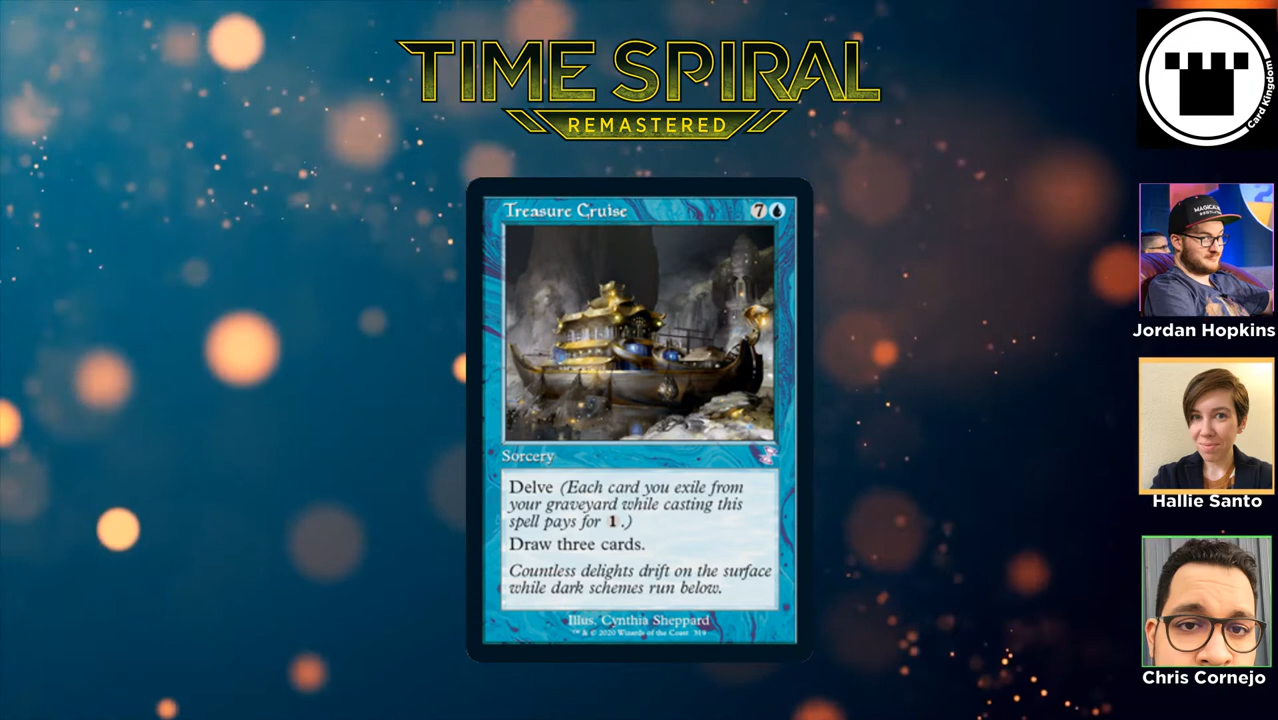 TIME SPIRAL
REMASTERED
Treasure Cruise 7
Sorcery
Delve (Each card you exile from
your graveyard while casting this
spell pays for 1.)
Draw three cards.
Countless delights drift on the surface
while dark schemes run below.
Illus. Cynthia Sheppard
™ & © 2020 Wizards of the Coast 319
Card Kingdom
Jordan Hopkins
Hallie Santo
Chris Cornejo